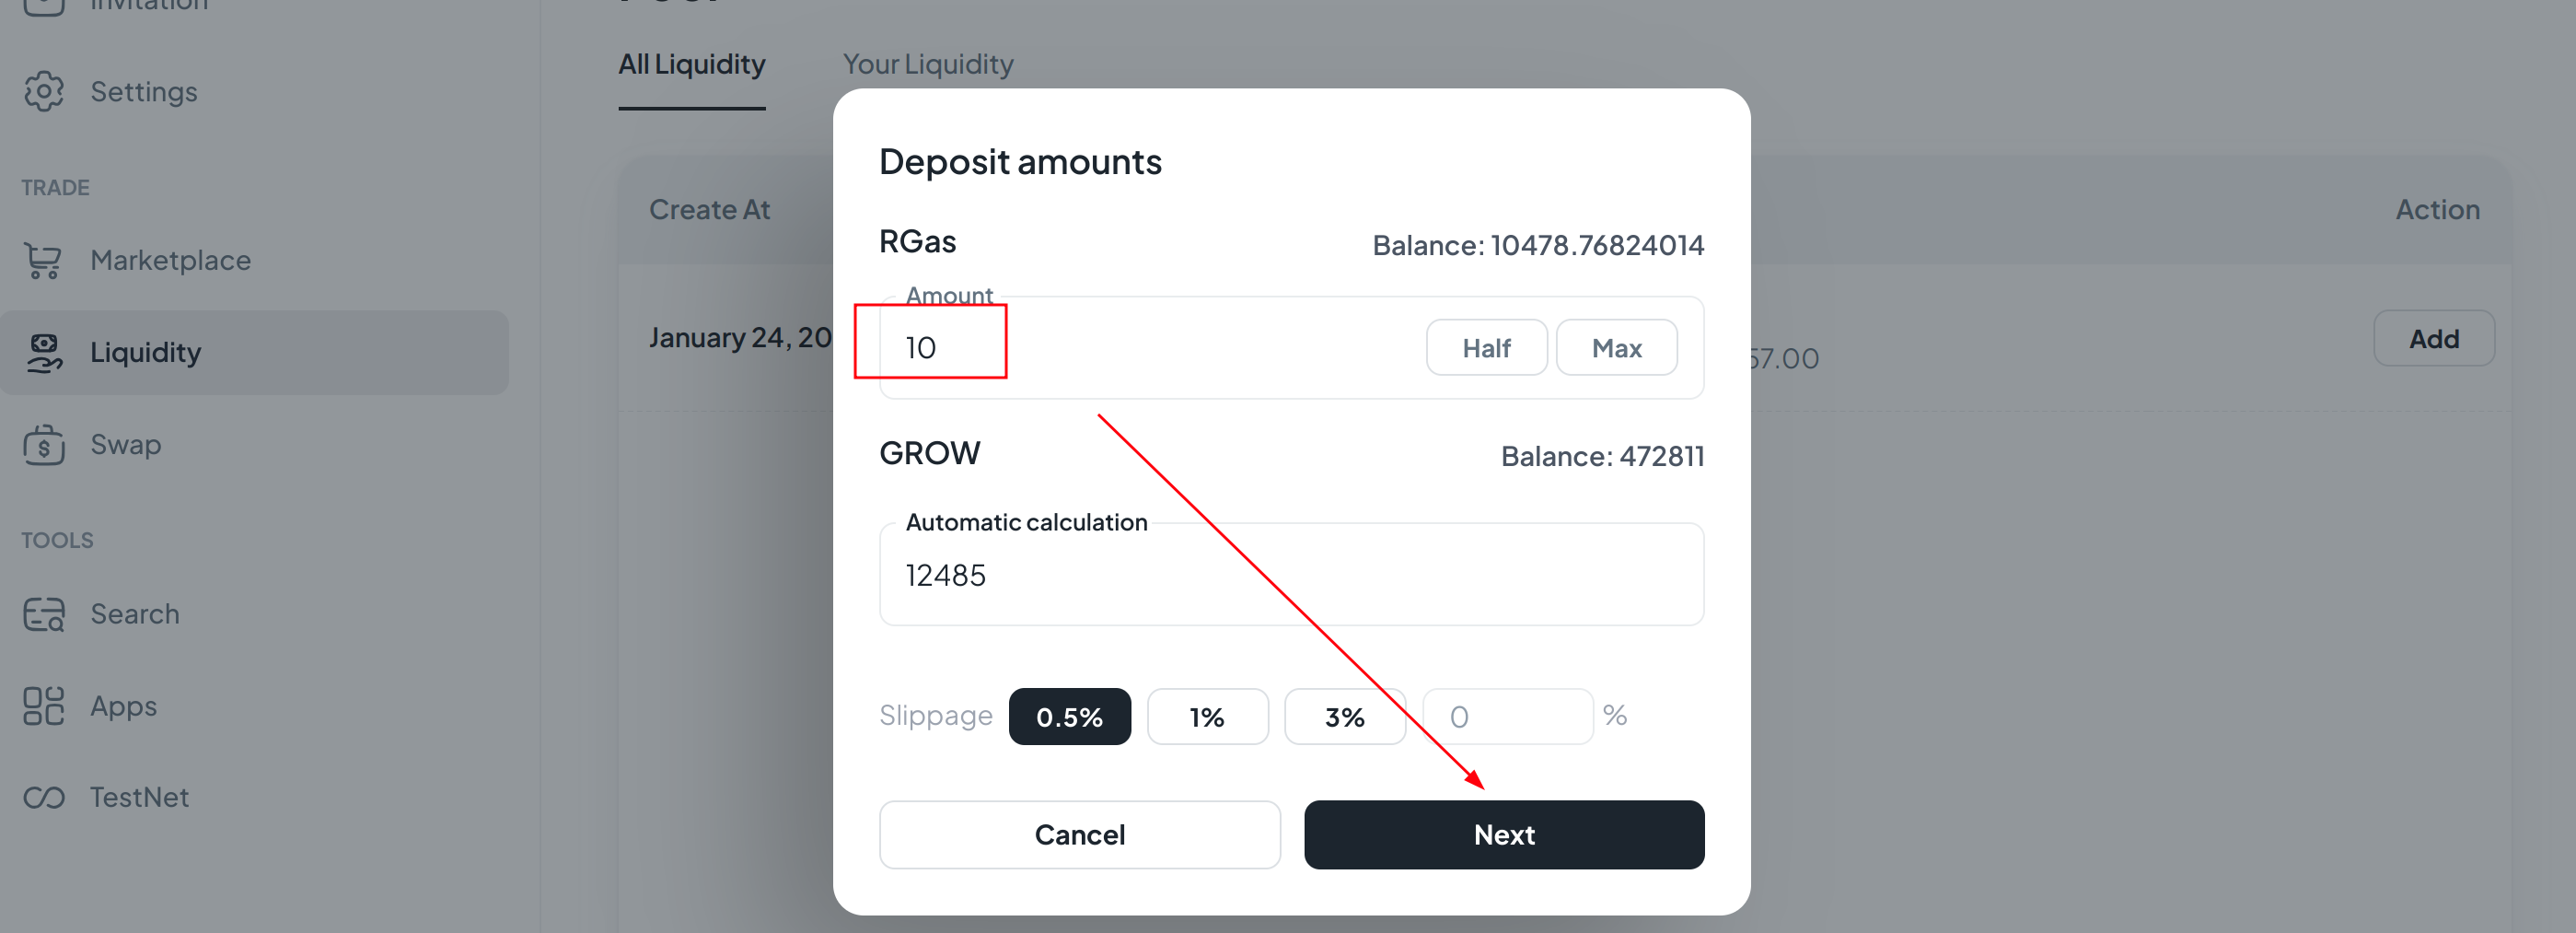 Invitation
Settings
TRADE
Marketplace
Liquidity
Swap
TOOLS
Search
Apps
TestNet
All Liquidity
Your Liquidity
Create At
Action
January 24, 20
57.00
Add
Deposit amounts
RGas
Balance: 10478.76824014
Amount
10
Half
Max
GROW
Balance: 472811
Automatic calculation
12485
Slippage
0.5%
1%
3%
0
%
Cancel
Next